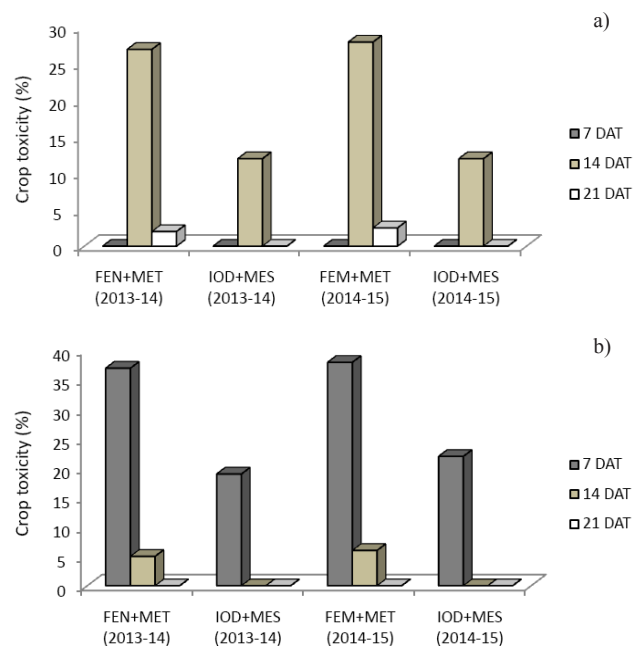 a)
Crop toxicity (%)
30
25
20
15
10
5
0
7 DAT
14 DAT
21 DAT
FEN+MET IOD+MES FEM+MET IOD+MES
(2013-14) (2013-14) (2014-15) (2014-15)
b)
Crop toxicity (%)
40
35
30
25
20
15
10
5
0
7 DAT
14 DAT
21 DAT
FEN+MET IOD+MES FEM+MET IOD+MES
(2013-14) (2013-14) (2014-15) (2014-15)